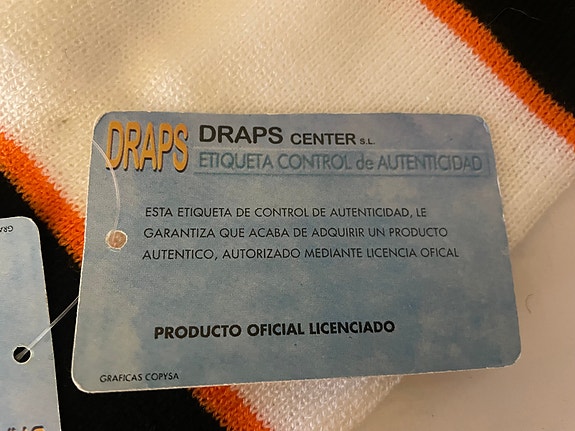 DRAPS DRAPS CENTER S.L.
ETIQUETA CONTROL de AUTENTICIDAD
ESTA ETIQUETA DE CONTROL DE AUTENTICIDAD, LE
GARANTIZA QUE ACABA DE ADQUIRIR UN PRODUCTO
AUTENTICO, AUTORIZADO MEDIANTE LICENCIA OFICAL
PRODUCTO OFICIAL LICENCIADO
GRAFICAS COPYSA